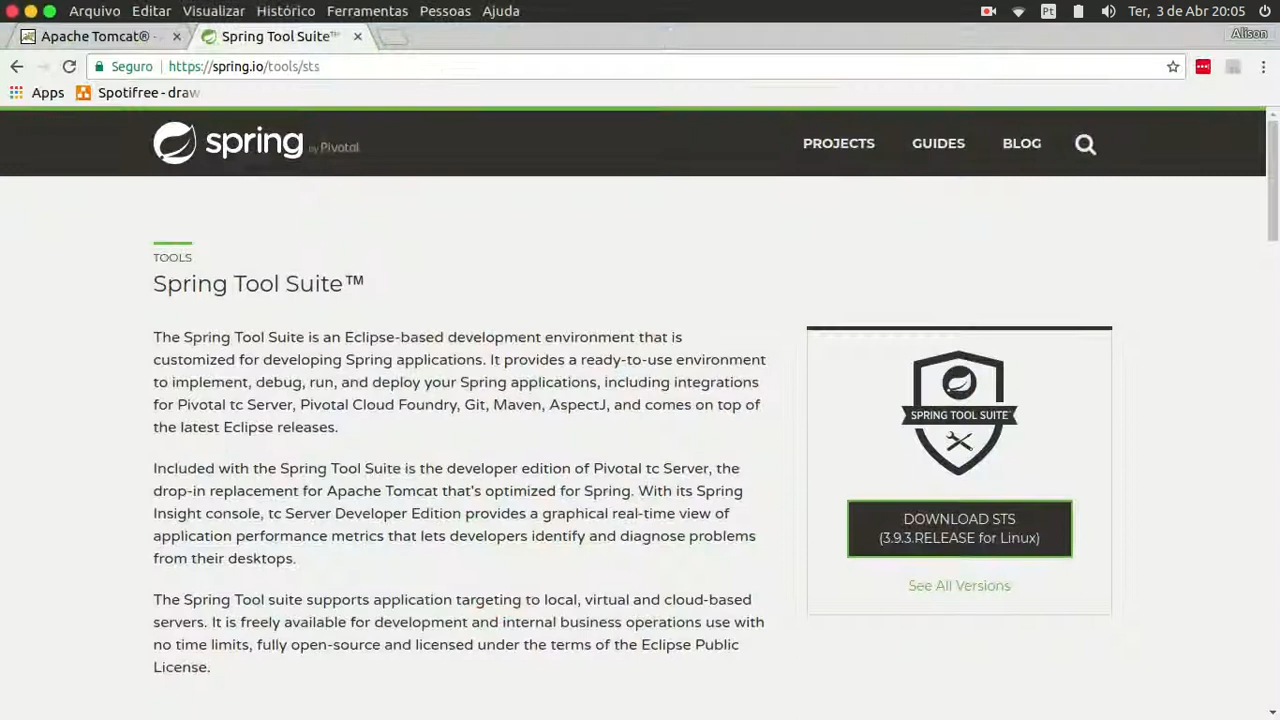 Arquivo Editar Visualizar Histórico Ferramentas Pessoas Ajuda Pt Ter, 3 de Abr 20:05
Apache Tomcat® - Spring Tool Suite™ Alison
Seguro https://spring.io/tools/sts
Apps Spotifree - draw
spring by Pivotal PROJECTS GUIDES BLOG
TOOLS
Spring Tool Suite™
The Spring Tool Suite is an Eclipse-based development environment that is
customized for developing Spring applications. It provides a ready-to-use environment
to implement, debug, run, and deploy your Spring applications, including integrations
for Pivotal tc Server, Pivotal Cloud Foundry, Git, Maven, AspectJ, and comes on top of
the latest Eclipse releases.
Included with the Spring Tool Suite is the developer edition of Pivotal tc Server, the
drop-in replacement for Apache Tomcat that's optimized for Spring. With its Spring
Insight console, tc Server Developer Edition provides a graphical real-time view of
application performance metrics that lets developers identify and diagnose problems
from their desktops.
The Spring Tool suite supports application targeting to local, virtual and cloud-based
servers. It is freely available for development and internal business operations use with
no time limits, fully open-source and licensed under the terms of the Eclipse Public
License.
SPRING TOOL SUITE™
DOWNLOAD STS
(3.9.3.RELEASE for Linux)
See All Versions